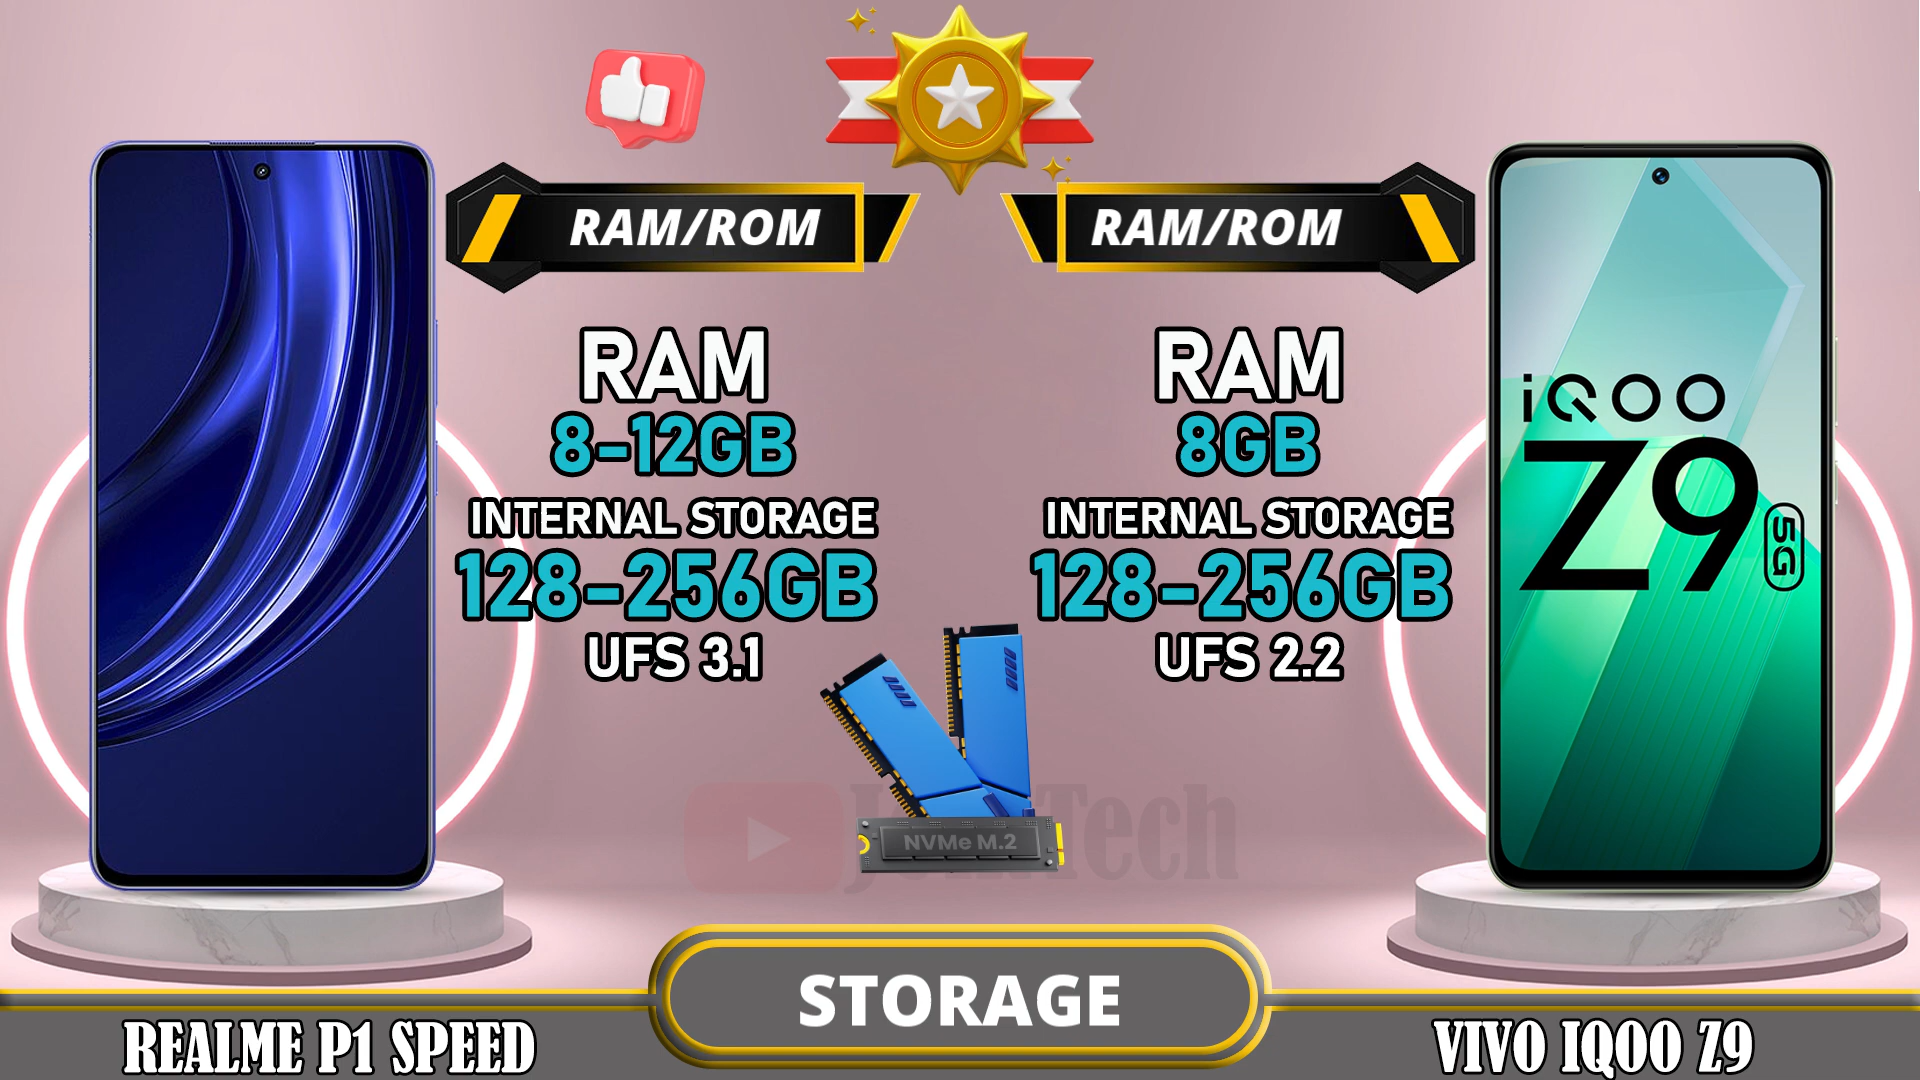 RAM/ROM
RAM
8-12GB
INTERNAL STORAGE
128-256GB
UFS 3.1
RAM/ROM
RAM
8GB
INTERNAL STORAGE
128-256GB
UFS 2.2
iQOO
Z9
5G
NVMe M.2
Tech
STORAGE
REALME P1 SPEED
VIVO IQOO Z9